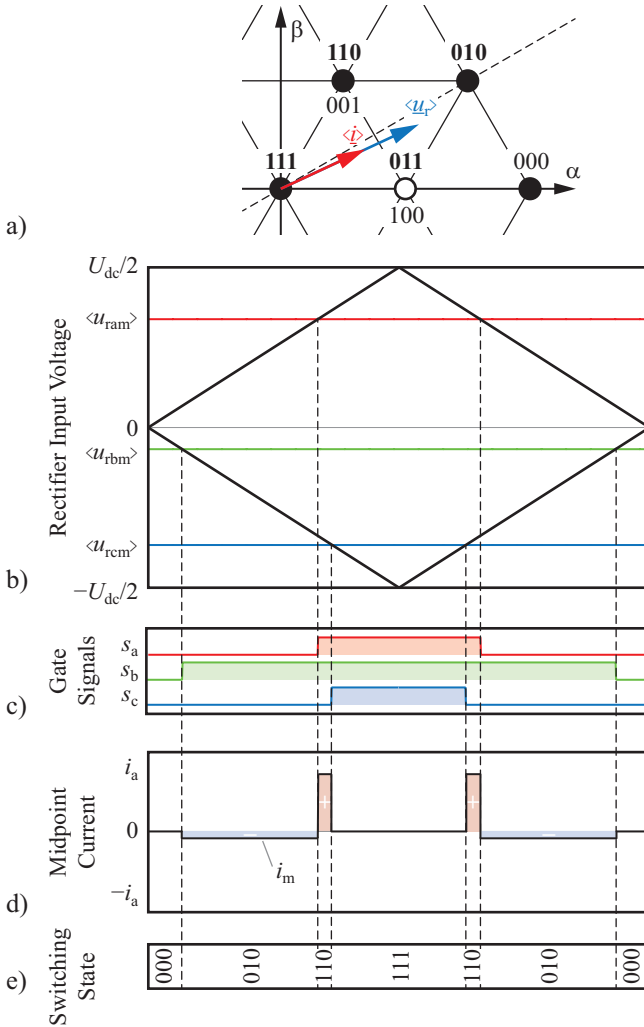 β
110
010
001
<i>
<u_r>
111
011
000
100
α
a)
U_dc/2
<u_ram>
0
<u_rbm>
<u_rcm>
−U_dc/2
Rectifier Input Voltage
b)
s_a
s_b
s_c
Gate
Signals
c)
i_a
0
−i_a
Midpoint
Current
+ +
− −
i_m
d)
000 010 110 111 110 010 000
Switching
State
e)